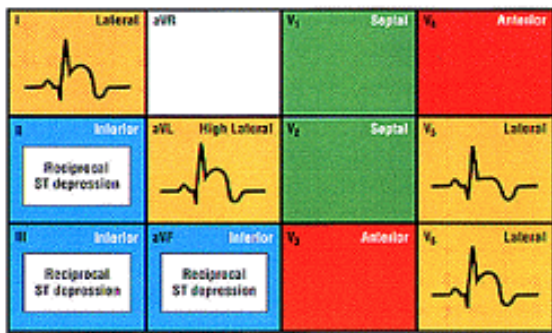 I Lateral aVR V1 Septal V4 Anterior
II Inferior aVL High Lateral V2 Septal V5 Lateral
Reciprocal
ST depression
III Inferior aVF Inferior V3 Anterior V6 Lateral
Reciprocal Reciprocal
ST depression ST depression